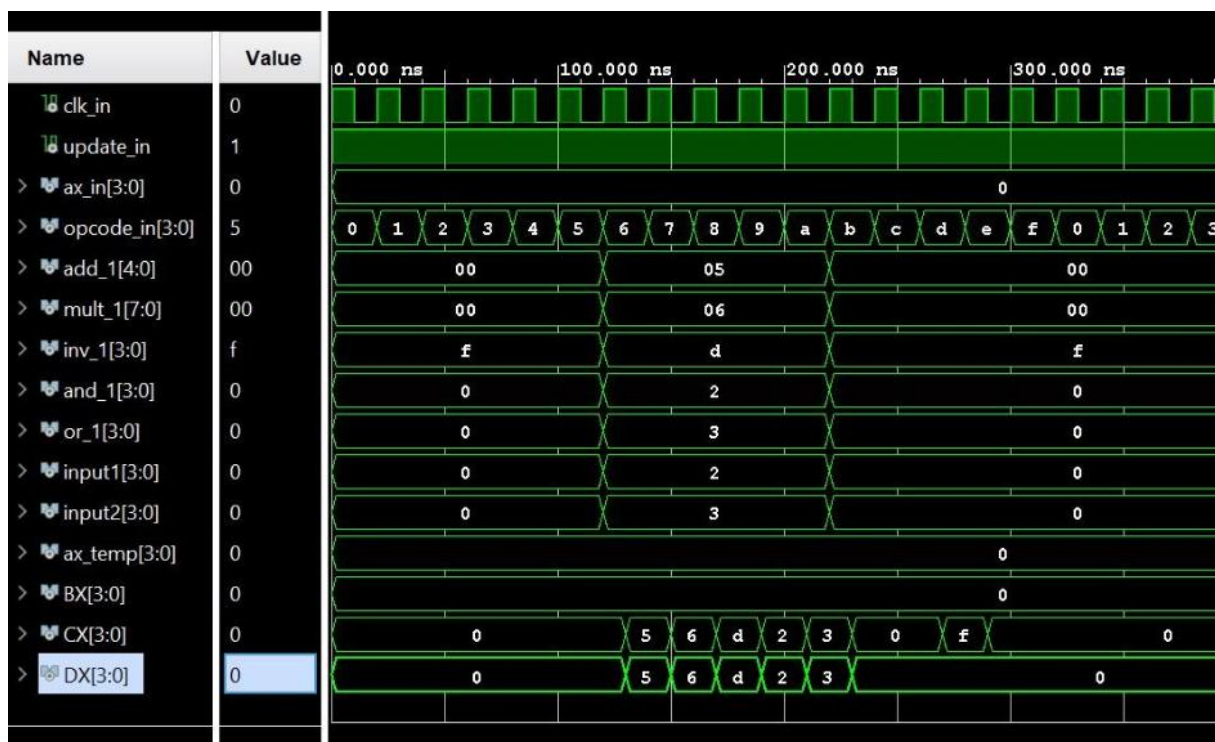 Name Value 0.000 ns 100.000 ns 200.000 ns 300.000 ns
clk_in 0
update_in 1
ax_in[3:0] 0 0
opcode_in[3:0] 5 0 1 2 3 4 5 6 7 8 9 a b c d e f 0 1 2 3
add_1[4:0] 00 00 05 00
mult_1[7:0] 00 00 06 00
inv_1[3:0] f f d f
and_1[3:0] 0 0 2 0
or_1[3:0] 0 0 3 0
input1[3:0] 0 0 2 0
input2[3:0] 0 0 3 0
ax_temp[3:0] 0 0
BX[3:0] 0 0
CX[3:0] 0 0 5 6 d 2 3 0 f 0
DX[3:0] 0 0 5 6 d 2 3 0